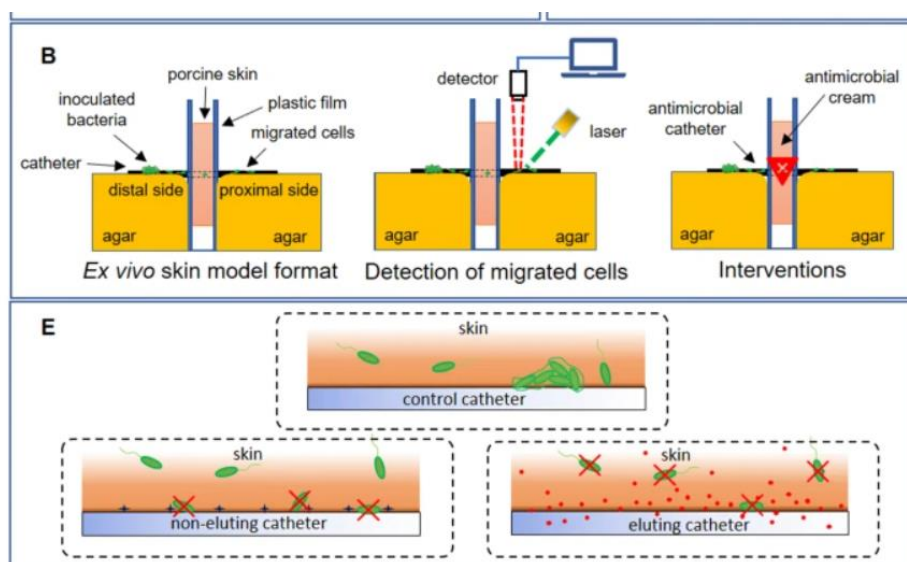 B
porcine skin
inoculated bacteria
plastic film
migrated cells
catheter
distal side
proximal side
agar
agar
Ex vivo skin model format
detector
laser
agar
agar
Detection of migrated cells
antimicrobial cream
antimicrobial catheter
agar
agar
Interventions
E
skin
control catheter
skin
non-eluting catheter
skin
eluting catheter